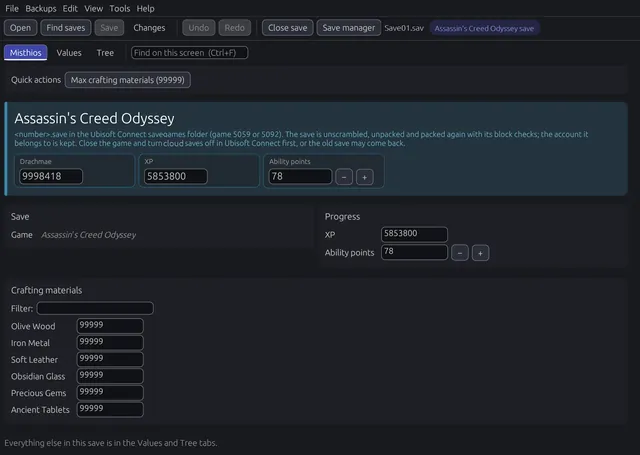 File Backups Edit View Tools Help
Open Find saves Save Changes Undo Redo Close save Save manager Save01.sav Assassin's Creed Odyssey save
Misthios Values Tree Find on this screen (Ctrl+F)
Quick actions Max crafting materials (99999)
Assassin's Creed Odyssey
<number>.save in the Ubisoft Connect savegames folder (game 5059 or 5092). The save is unscrambled, unpacked and packed again with its block checks; the account it
belongs to is kept. Close the game and turn cloud saves off in Ubisoft Connect first, or the old save may come back.
Drachmae XP Ability points
9998418 5853800 78 − +
Save Progress
Game Assassin's Creed Odyssey XP 5853800
Ability points 78 − +
Crafting materials
Filter:
Olive Wood 99999
Iron Metal 99999
Soft Leather 99999
Obsidian Glass 99999
Precious Gems 99999
Ancient Tablets 99999
Everything else in this save is in the Values and Tree tabs.